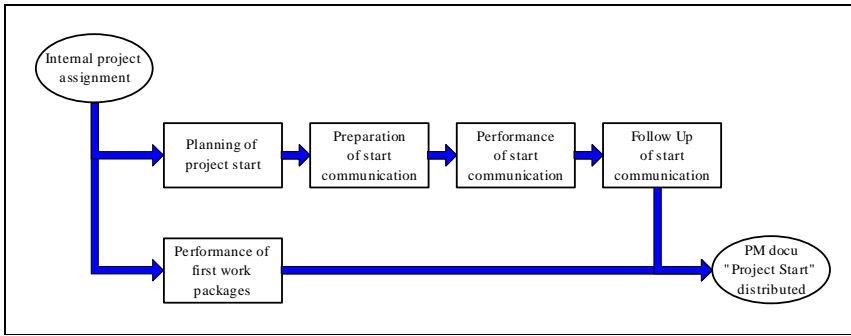 Internal project
assignment
Planning of
project start
Preparation
of start
communication
Performance
of start
communication
Follow Up
of start
communication
Performance of
first work
packages
PM docu
"Project Start"
distributed